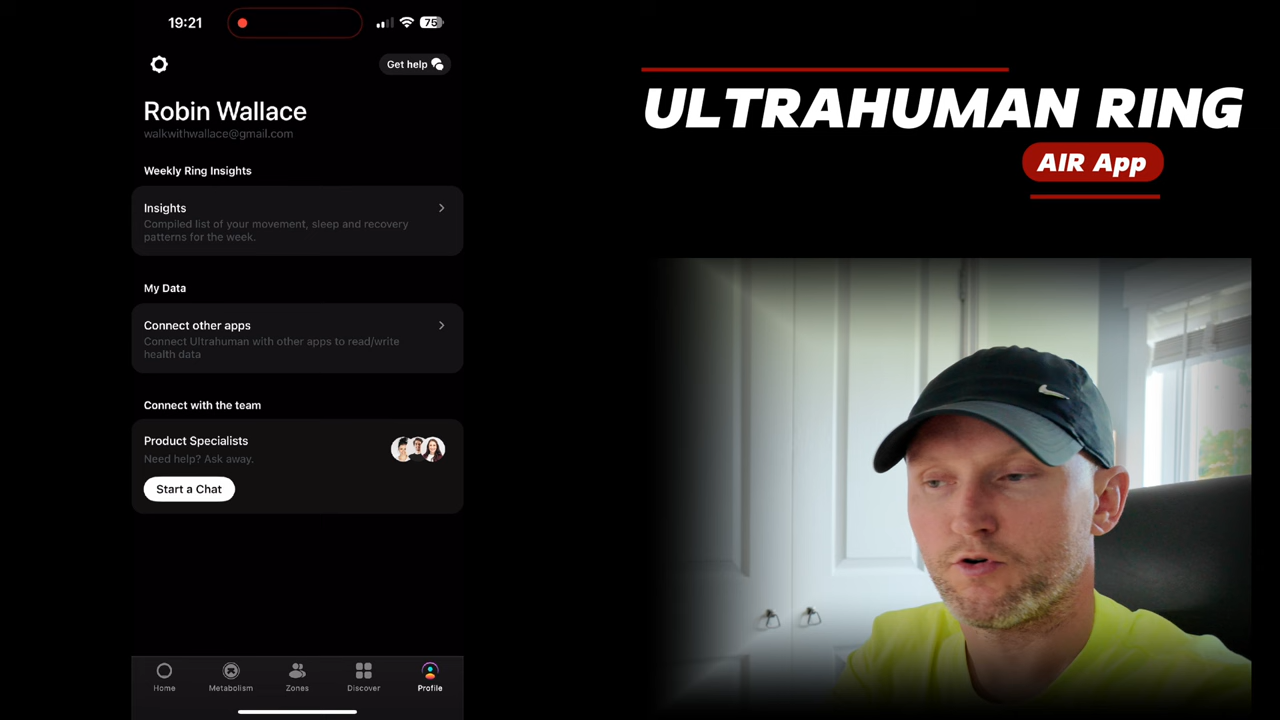 19:21
75
Get help
Robin Wallace
walkwithwallace@gmail.com
Weekly Ring Insights
Insights
Compiled list of your movement, sleep and recovery
patterns for the week.
My Data
Connect other apps
Connect Ultrahuman with other apps to read/write
health data
Connect with the team
Product Specialists
Need help? Ask away.
Start a Chat
Home
Metabolism
Zones
Discover
Profile
ULTRAHUMAN RING
AIR App